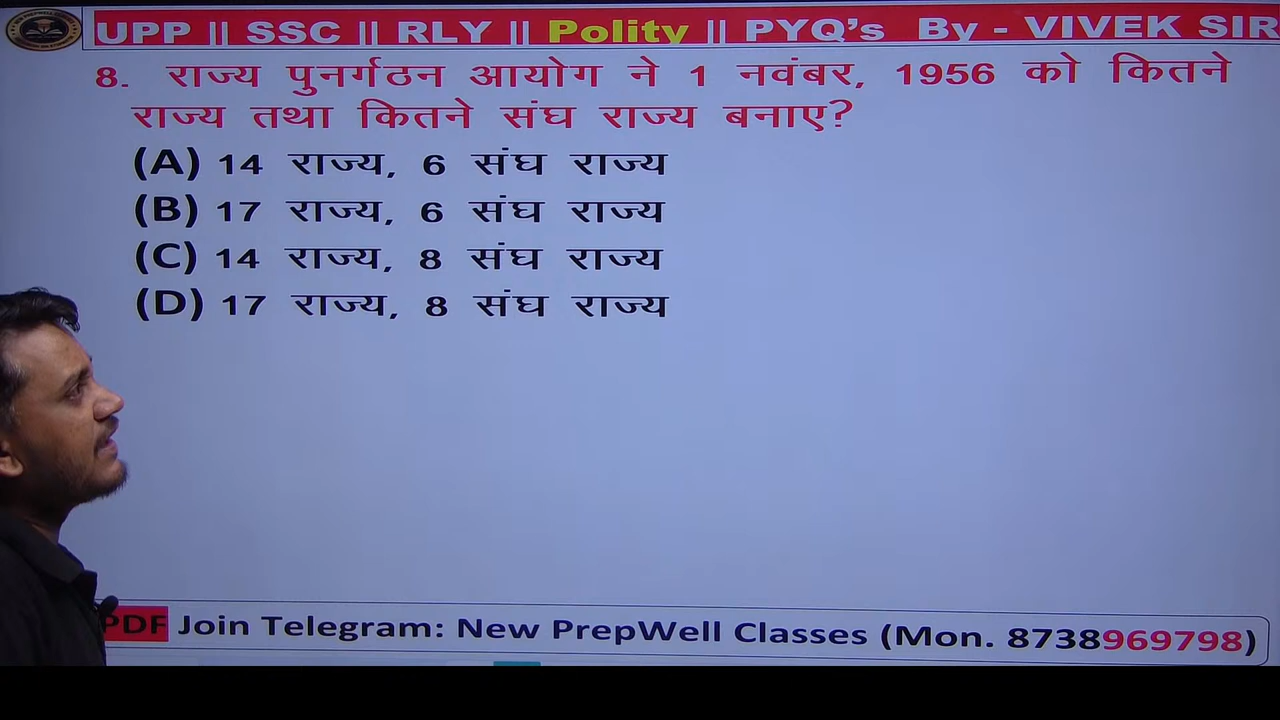 UPP || SSC || RLY || Polity || PYQ’s By - VIVEK SIR
8. राज्य पुनर्गठन आयोग ने 1 नवंबर, 1956 को कितने
राज्य तथा कितने संघ राज्य बनाए?
(A) 14 राज्य, 6 संघ राज्य
(B) 17 राज्य, 6 संघ राज्य
(C) 14 राज्य, 8 संघ राज्य
(D) 17 राज्य, 8 संघ राज्य
PDF Join Telegram: New PrepWell Classes (Mon. 8738969798)